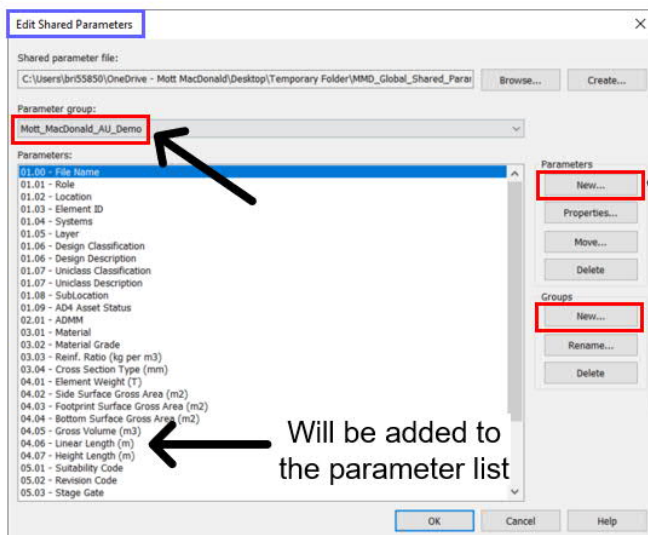 Edit Shared Parameters
Shared parameter file:
C:\Users\bri55850\OneDrive - Mott MacDonald\Desktop\Temporary Folder\MMD_Global_Shared_Parar
Browse...
Create...
Parameter group:
Mott_MacDonald_AU_Demo
Parameters:
01.00 - File Name
01.01 - Role
01.02 - Location
01.03 - Element ID
01.04 - Systems
01.05 - Layer
01.06 - Design Classification
01.06 - Design Description
01.07 - Uniclass Classification
01.07 - Uniclass Description
01.08 - SubLocation
01.09 - AD4 Asset Status
02.01 - ADMM
03.01 - Material
03.02 - Material Grade
03.03 - Reinf. Ratio (kg per m3)
03.04 - Cross Section Type (mm)
04.01 - Element Weight (T)
04.02 - Side Surface Gross Area (m2)
04.03 - Footprint Surface Gross Area (m2)
04.04 - Bottom Surface Gross Area (m2)
04.05 - Gross Volume (m3)
04.06 - Linear Length (m)
04.07 - Height Length (m)
05.01 - Suitability Code
05.02 - Revision Code
05.03 - Stage Gate
Will be added to
the parameter list
Parameters
New...
Properties...
Move...
Delete
Groups
New...
Rename...
Delete
OK
Cancel
Help